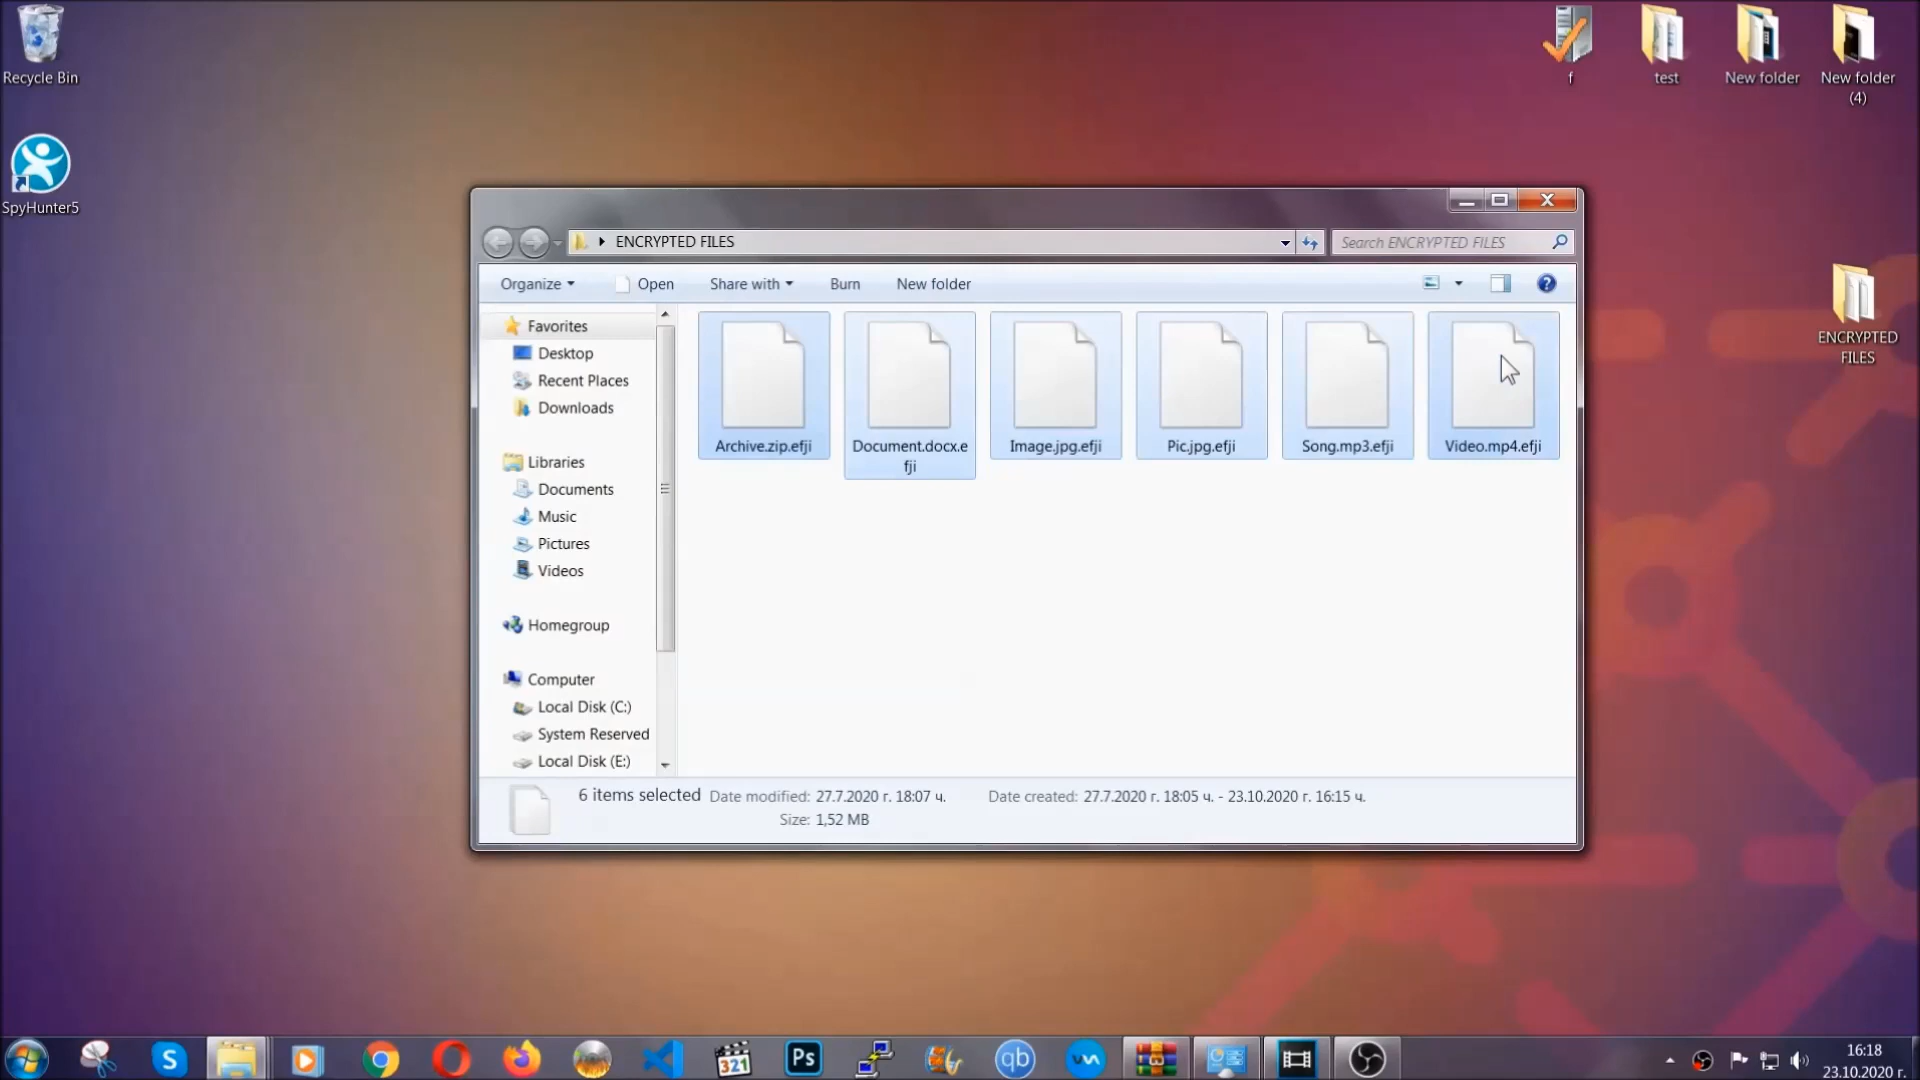 Recycle Bin
SpyHunter5
f
test
New folder
New folder
(4)
ENCRYPTED
FILES
ENCRYPTED FILES
Search ENCRYPTED FILES
Organize
Open
Share with
Burn
New folder
Favorites
Desktop
Recent Places
Downloads
Libraries
Documents
Music
Pictures
Videos
Homegroup
Computer
Local Disk (C:)
System Reserved
Local Disk (E:)
Archive.zip.efji
Document.docx.e
fji
Image.jpg.efji
Pic.jpg.efji
Song.mp3.efji
Video.mp4.efji
6 items selected
Date modified: 27.7.2020 г. 18:07 ч.
Date created: 27.7.2020 г. 18:05 ч. - 23.10.2020 г. 16:15 ч.
Size: 1,52 MB
S
321
Ps
qb
16:18
23.10.2020 г.